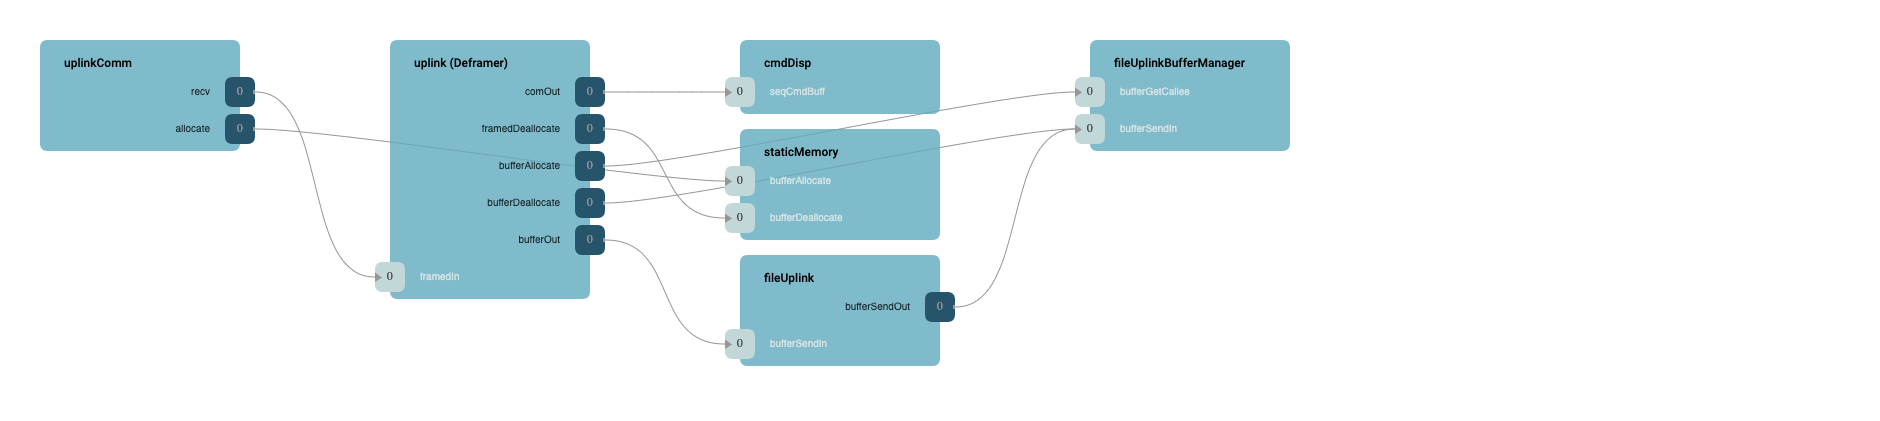 uplinkComm
recv 0
allocate 0
uplink (Deframer)
comOut 0
framedDeallocate 0
bufferAllocate 0
bufferDeallocate 0
bufferOut 0
0 framedIn
cmdDisp
0 seqCmdBuff
staticMemory
0 bufferAllocate
0 bufferDeallocate
fileUplink
bufferSendOut 0
0 bufferSendIn
fileUplinkBufferManager
0 bufferGetCallee
0 bufferSendIn